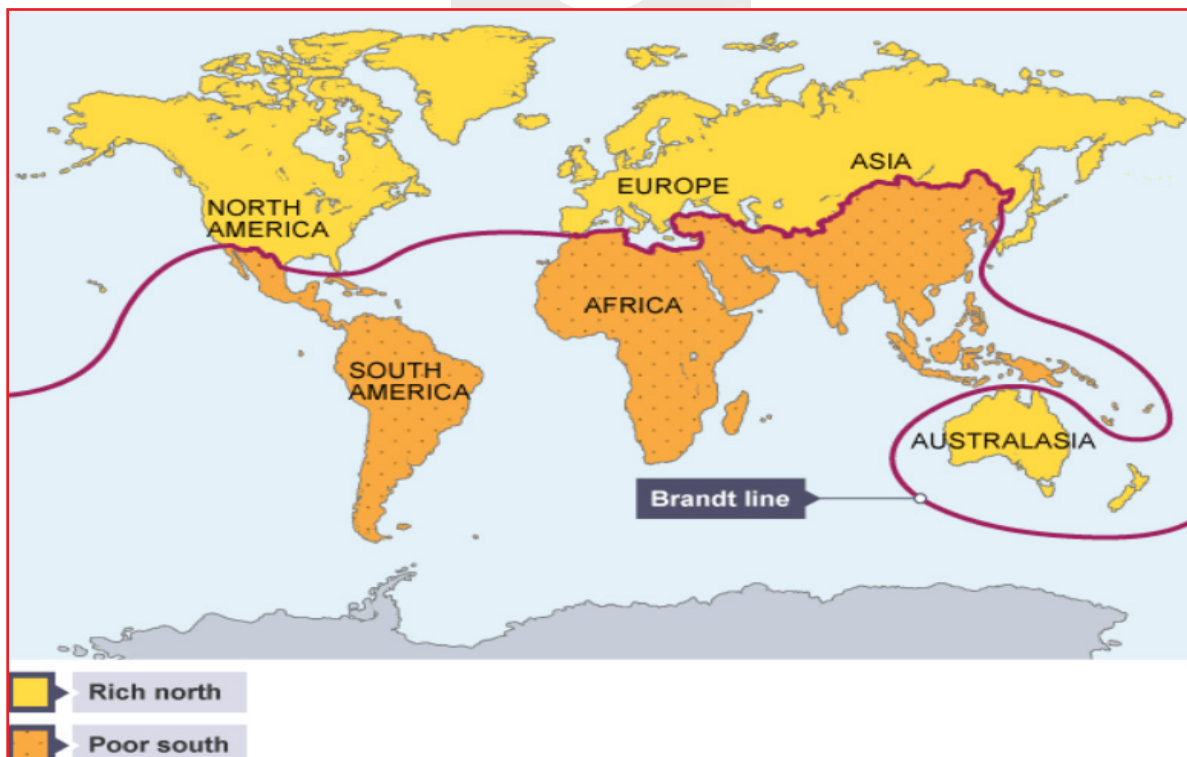 NORTH
AMERICA
EUROPE
ASIA
AFRICA
SOUTH
AMERICA
AUSTRALASIA
Brandt line
Rich north
Poor south